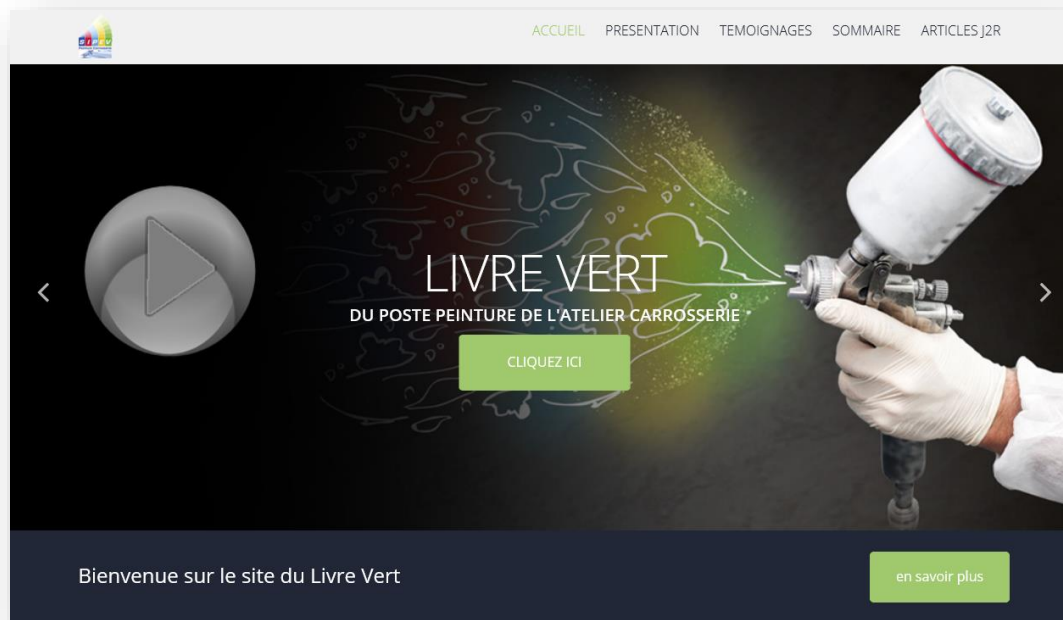 SIPEV
ACCUEIL PRESENTATION TEMOIGNAGES SOMMAIRE ARTICLES J2R
LIVRE VERT
DU POSTE PEINTURE DE L'ATELIER CARROSSERIE
CLIQUEZ ICI
Bienvenue sur le site du Livre Vert
en savoir plus